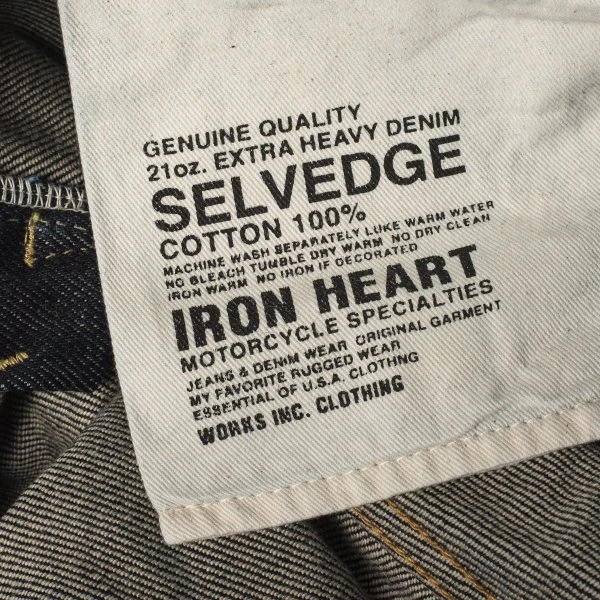 GENUINE QUALITY
21oz. EXTRA HEAVY DENIM
SELVEDGE
COTTON 100%
MACHINE WASH SEPARATELY LUKE WARM WATER
NO BLEACH TUMBLE DRY WARM NO DRY CLEAN
IRON WARM NO IRON IF DECORATED
IRON HEART
MOTORCYCLE SPECIALTIES
JEANS & DENIM WEAR ORIGINAL GARMENT
MY FAVORITE RUGGED WEAR
ESSENTIAL OF U.S.A. CLOTHNG
WORKS INC. CLOTHING